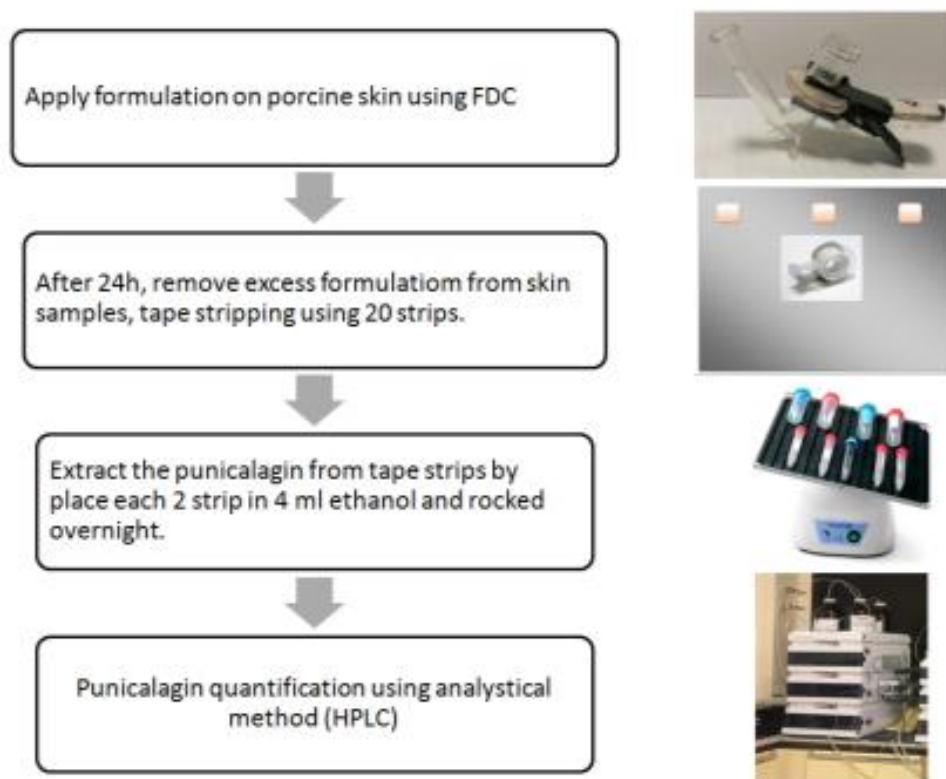 Apply formulation on porcine skin using FDC
After 24h, remove excess formulatiom from skin
samples, tape stripping using 20 strips.
Extract the punicalagin from tape strips by
place each 2 strip in 4 ml ethanol and rocked
overnight.
Punicalagin quantification using analystical
method (HPLC)